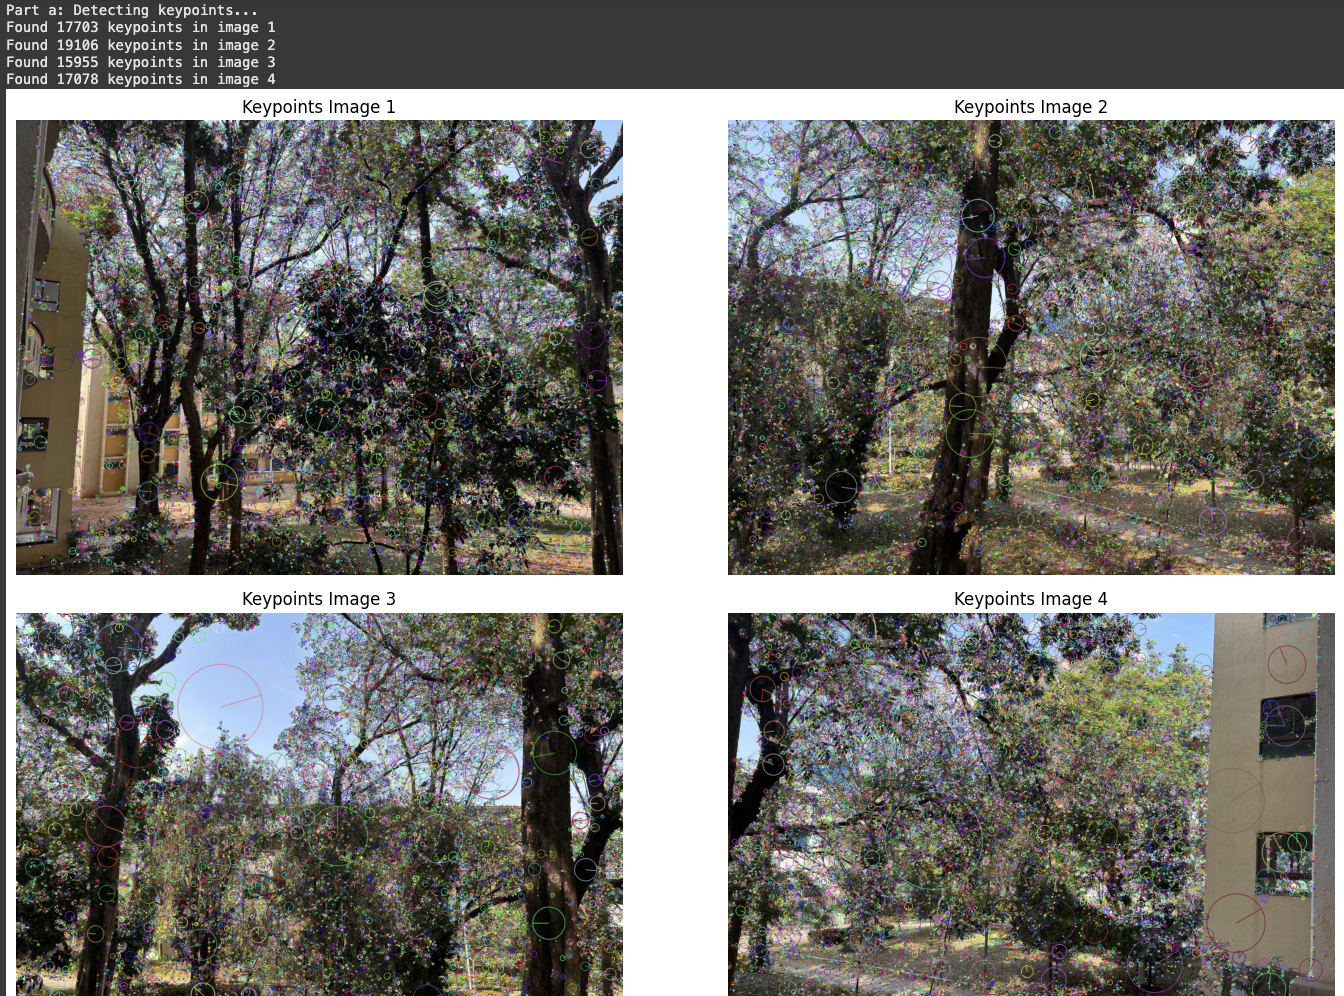 Part a: Detecting keypoints...
Found 17703 keypoints in image 1
Found 19106 keypoints in image 2
Found 15955 keypoints in image 3
Found 17078 keypoints in image 4
Keypoints Image 1
Keypoints Image 2
Keypoints Image 3
Keypoints Image 4